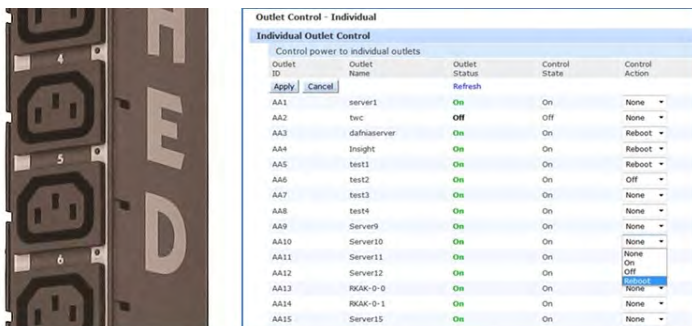 4
5
6
HED
Outlet Control - Individual
Individual Outlet Control
Control power to individual outlets
Outlet ID Outlet Name Outlet Status Control State Control Action
Apply Cancel Refresh
AA1 server1 On On None
AA2 twc Off Off None
AA3 dafniaserver On On Reboot
AA4 Insight On On Reboot
AA5 test1 On On Reboot
AA6 test2 On On Off
AA7 test3 On On None
AA8 test4 On On None
AA9 Server9 On On None
AA10 Server10 On On None
None
On
Off
Reboot
AA11 Server11 On On
AA12 Server12 On On
AA13 RKAK-0-0 On On None
AA14 RKAK-0-1 On On None
AA15 Server15 On On None